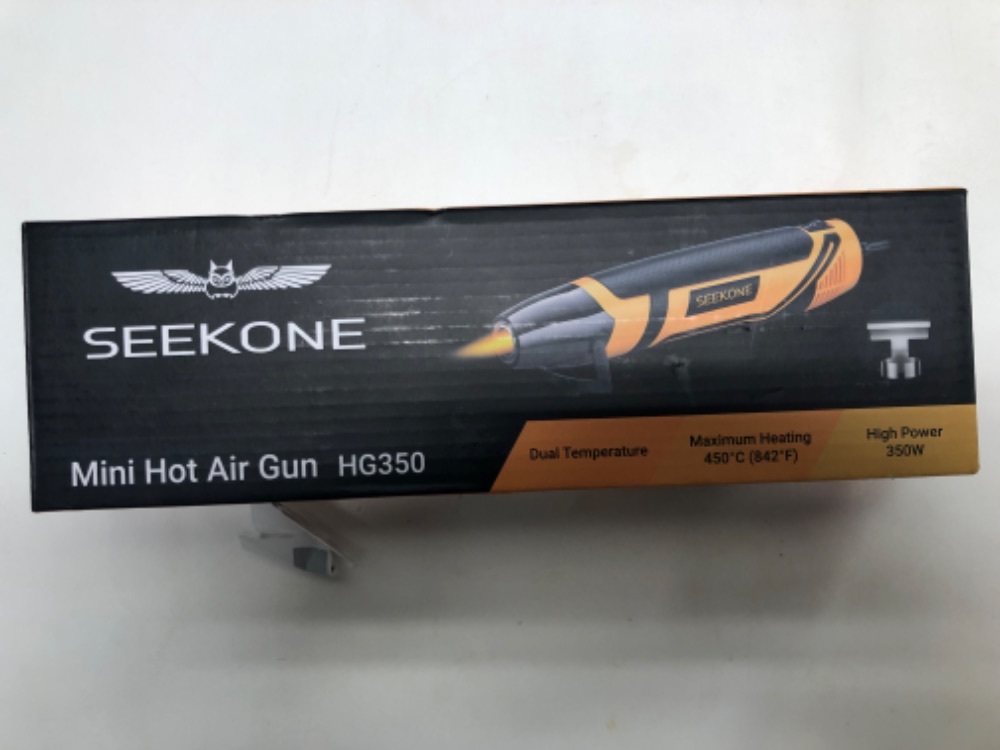 SEEKONE
SEEKONE
Mini Hot Air Gun HG350
Dual Temperature
Maximum Heating
450°C (842°F)
High Power
350W